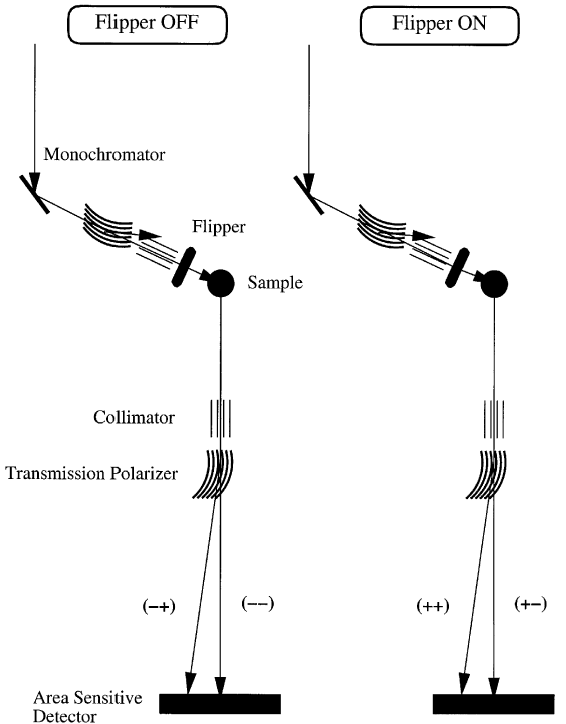 Flipper OFF
Flipper ON
Monochromator
Flipper
Sample
Collimator
Transmission Polarizer
(−+)
(−−)
(++)
(+−)
Area Sensitive
Detector